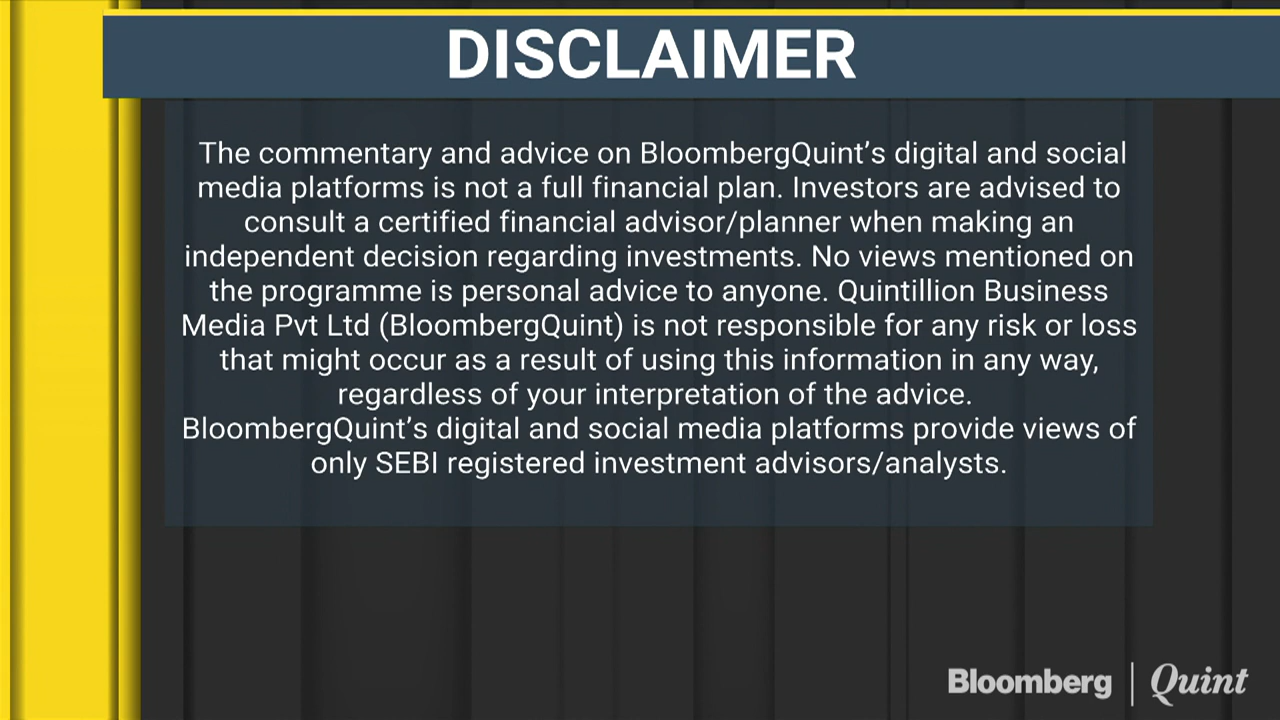 DISCLAIMER
The commentary and advice on BloombergQuint’s digital and social
media platforms is not a full financial plan. Investors are advised to
consult a certified financial advisor/planner when making an
independent decision regarding investments. No views mentioned on
the programme is personal advice to anyone. Quintillion Business
Media Pvt Ltd (BloombergQuint) is not responsible for any risk or loss
that might occur as a result of using this information in any way,
regardless of your interpretation of the advice.
BloombergQuint’s digital and social media platforms provide views of
only SEBI registered investment advisors/analysts.
Bloomberg | Quint